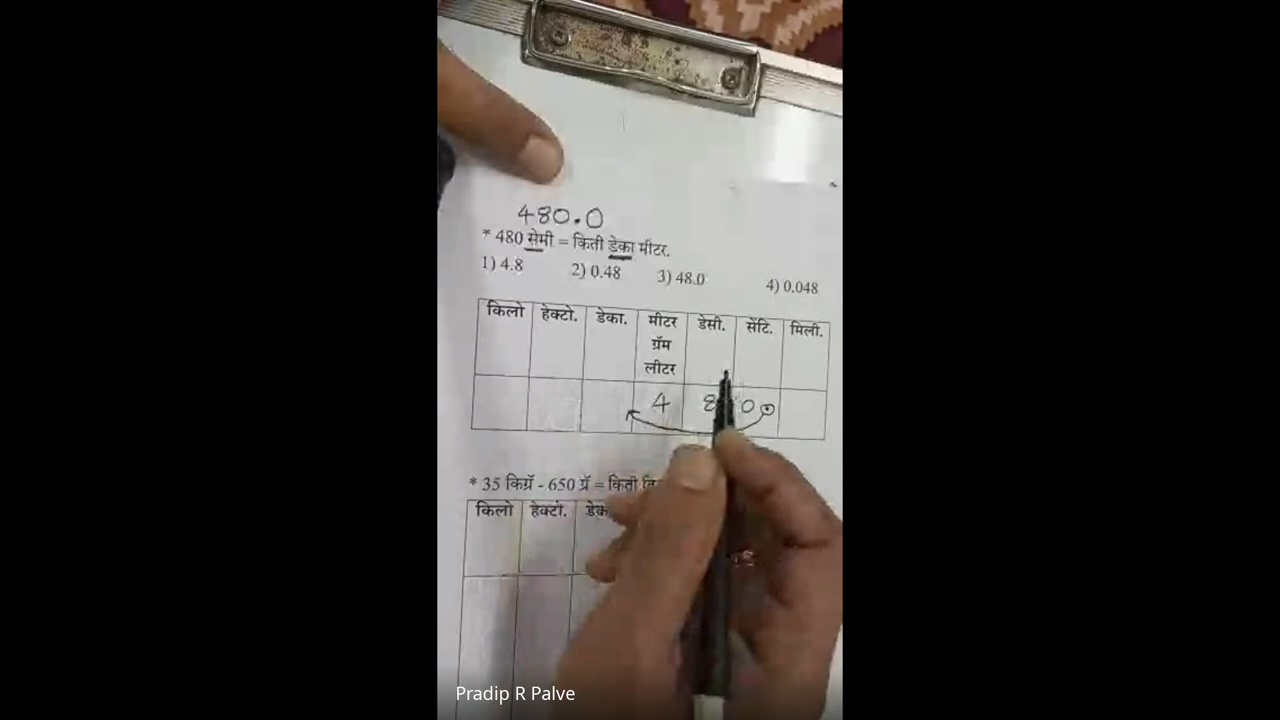 480.0
* 480 सेमी = किती डेका मीटर.
1) 4.8 2) 0.48 3) 48.0 4) 0.048
किलो हेक्टो. डेका. मीटर डेसी. सेंटि. मिली.
ग्रॅम
लीटर
4 8 0
* 35 किग्रॅ - 650 ग्रॅ = किती
किलो हेक्टो. डेका
Pradip R Palve